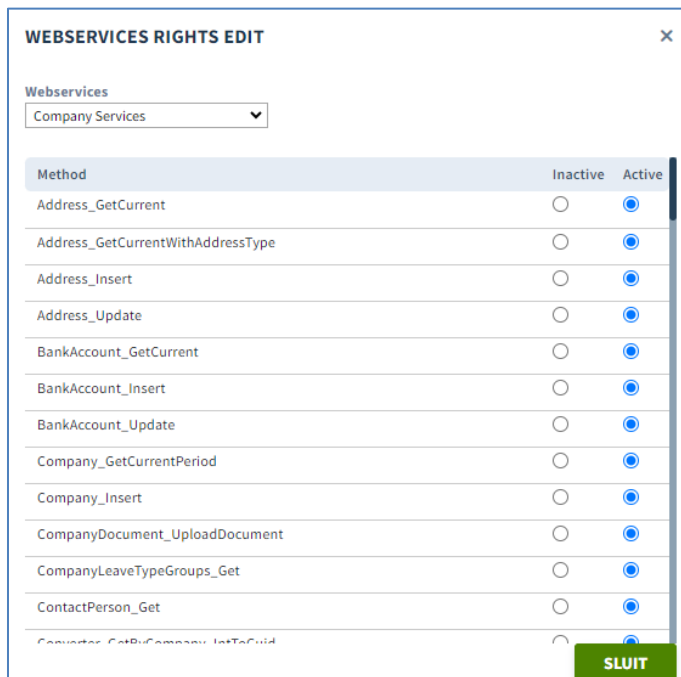 WEBSERVICES RIGHTS EDIT ×
Webservices
Company Services
Method Inactive Active
Address_GetCurrent
Address_GetCurrentWithAddressType
Address_Insert
Address_Update
BankAccount_GetCurrent
BankAccount_Insert
BankAccount_Update
Company_GetCurrentPeriod
Company_Insert
CompanyDocument_UploadDocument
CompanyLeaveTypeGroups_Get
ContactPerson_Get
Converter_GetByCompany_IntToGuid
SLUIT